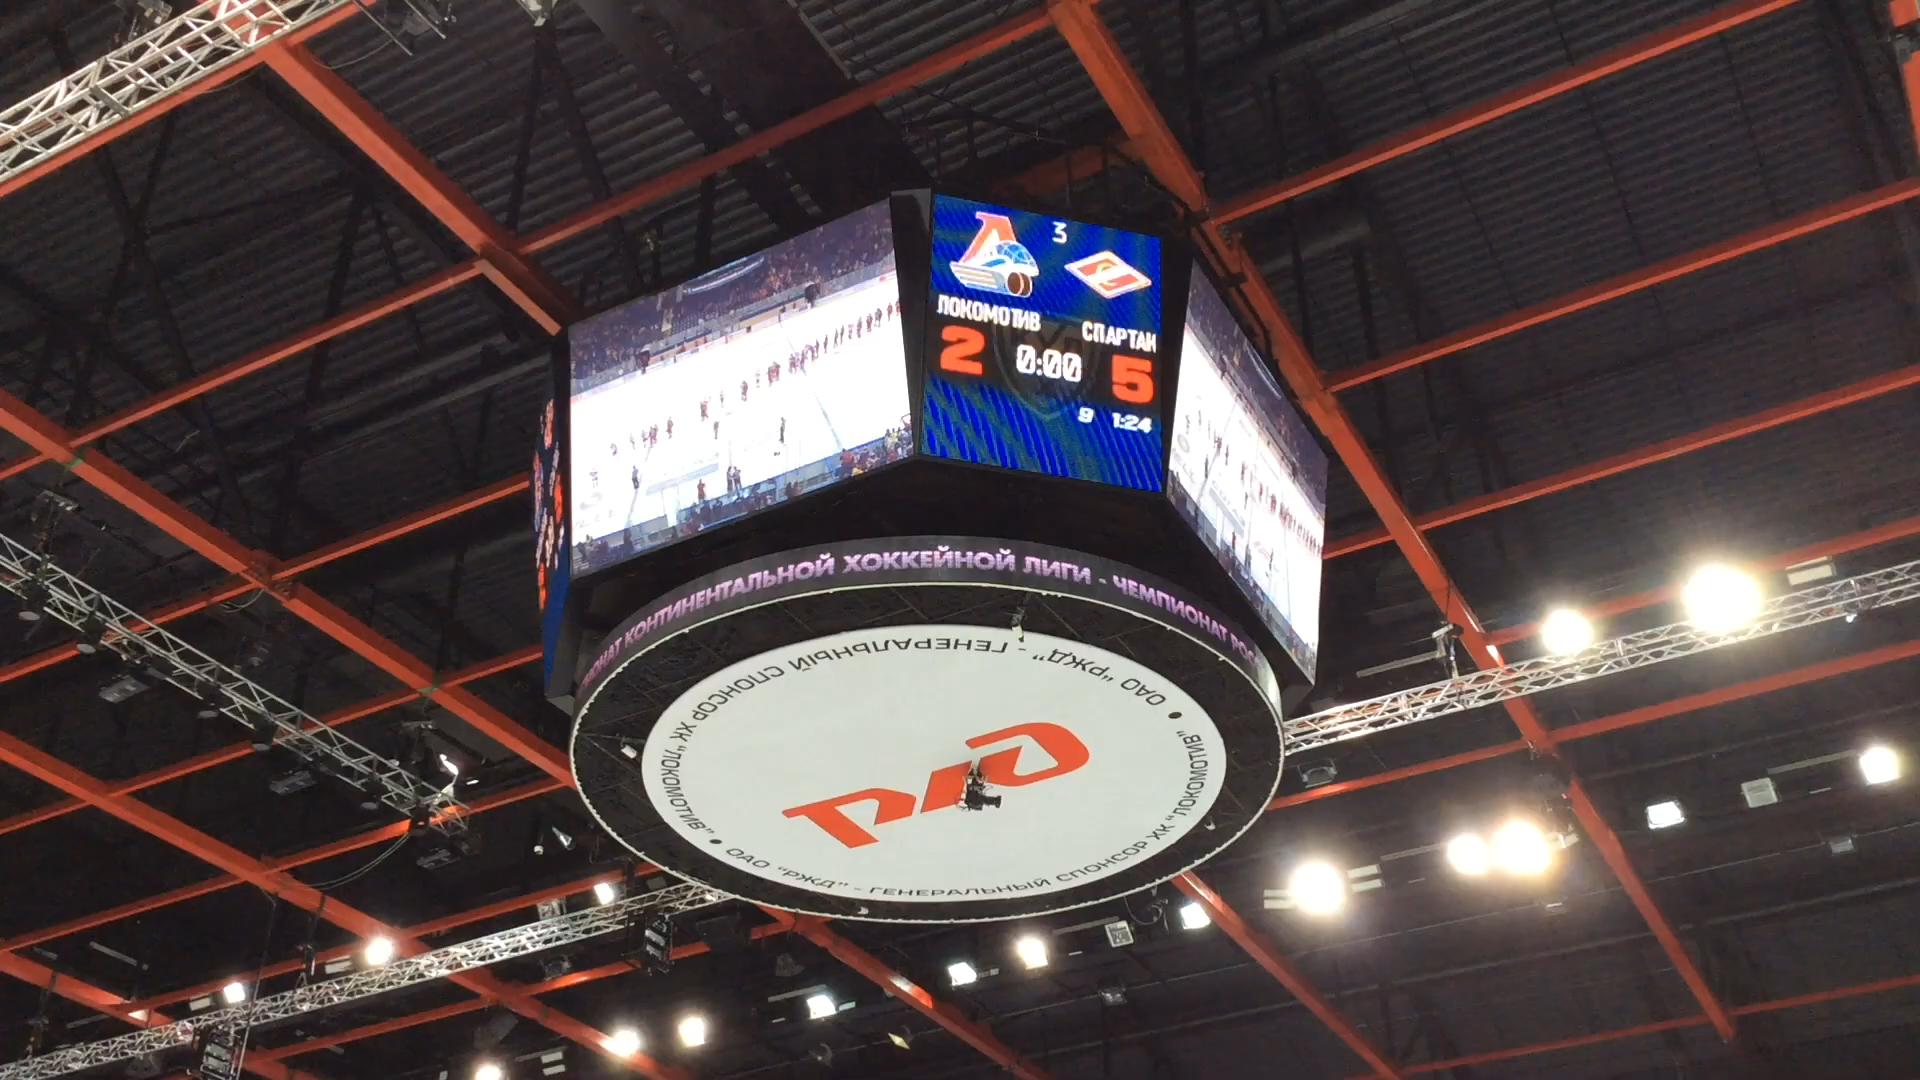 3
ЛОКОМОТИВ СПАРТАК
2 0:00 5
9 1:24
КОНТИНЕНТАЛЬНОЙ ХОККЕЙНОЙ ЛИГИ - ЧЕМПИОНАТ
ОАО "РЖД" - ГЕНЕРАЛЬНЫЙ СПОНСОР ХК "ЛОКОМОТИВ"
ОАО "РЖД" - ГЕНЕРАЛЬНЫЙ СПОНСОР ХК "ЛОКОМОТИВ"